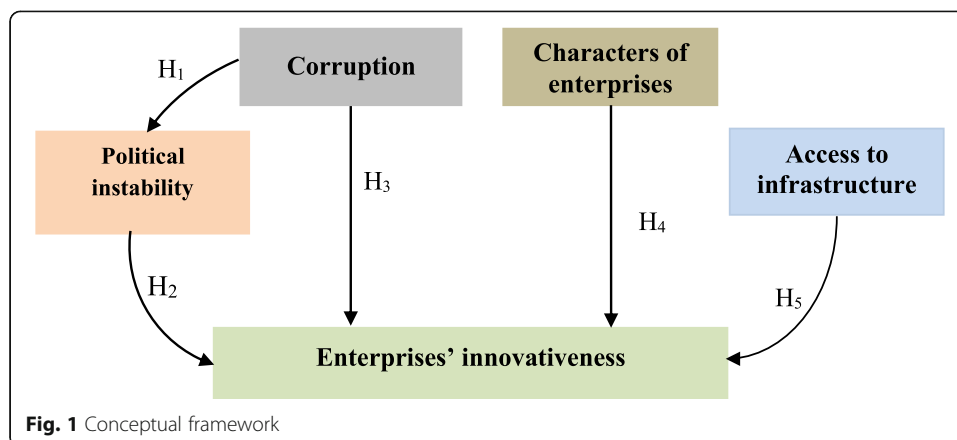 Corruption
Characters of
enterprises
H₁
Political
instability
Access to
infrastructure
H₃
H₄
H₂
H₅
Enterprises' innovativeness
Fig. 1 Conceptual framework